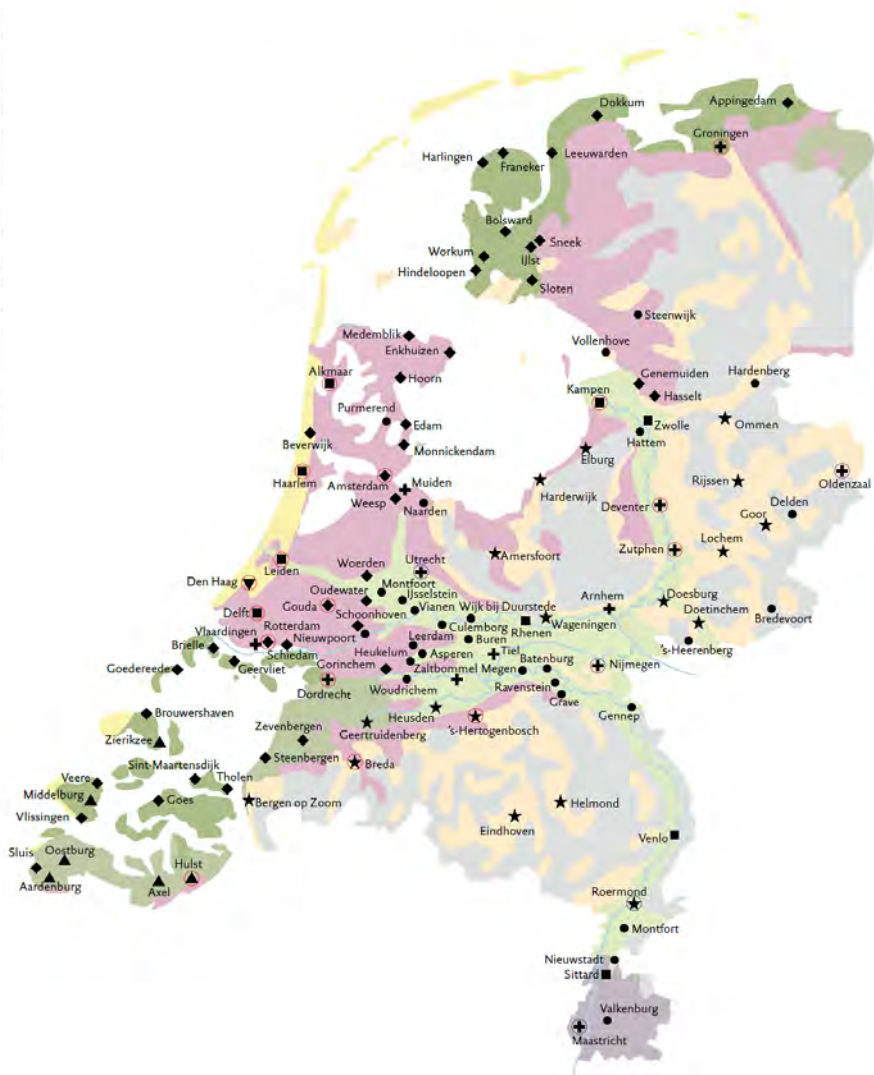 Dokkum
Appingedam
Groningen
Harlingen
Franeker
Leeuwarden
Bolsward
Sneek
Workum
IJlst
Hindeloopen
Sloten
Steenwijk
Medemblik
Enkhuizen
Vollenhove
Alkmaar
Hoorn
Genemuiden
Hardenberg
Kampen
Hasselt
Purmerend
Edam
Zwolle
Ommen
Hattem
Beverwijk
Monnickendam
Elburg
Haarlem
Amsterdam
Muiden
Harderwijk
Rijssen
Oldenzaal
Weesp
Naarden
Deventer
Delden
Goor
Amersfoort
Zutphen
Lochem
Leiden
Woerden
Utrecht
Den Haag
Oudewater
Montfoort
IJsselstein
Arnhem
Doesburg
Delft
Gouda
Vianen
Wijk bij Duurstede
Doetinchem
Bredevoort
Schoonhoven
Rotterdam
Culemborg
Rhenen
Wageningen
Vlaardingen
Nieuwpoort
Buren
Brielle
Schiedam
Leerdam
's-Heerenberg
Heukelum
Asperen
Tiel
Goedereede
Geervliet
Gorinchem
Zaltbommel
Megen
Batenburg
Nijmegen
Dordrecht
Woudrichem
Ravenstein
Grave
Brouwershaven
Heusden
Gennep
Zierikzee
Zevenbergen
Geertruidenberg
's-Hertogenbosch
Sint-Maartensdijk
Steenbergen
Breda
Veere
Tholen
Middelburg
Goes
Bergen op Zoom
Helmond
Vlissingen
Eindhoven
Venlo
Sluis
Oostburg
Hulst
Aardenburg
Axel
Roermond
Montfort
Nieuwstadt
Sittard
Valkenburg
Maastricht